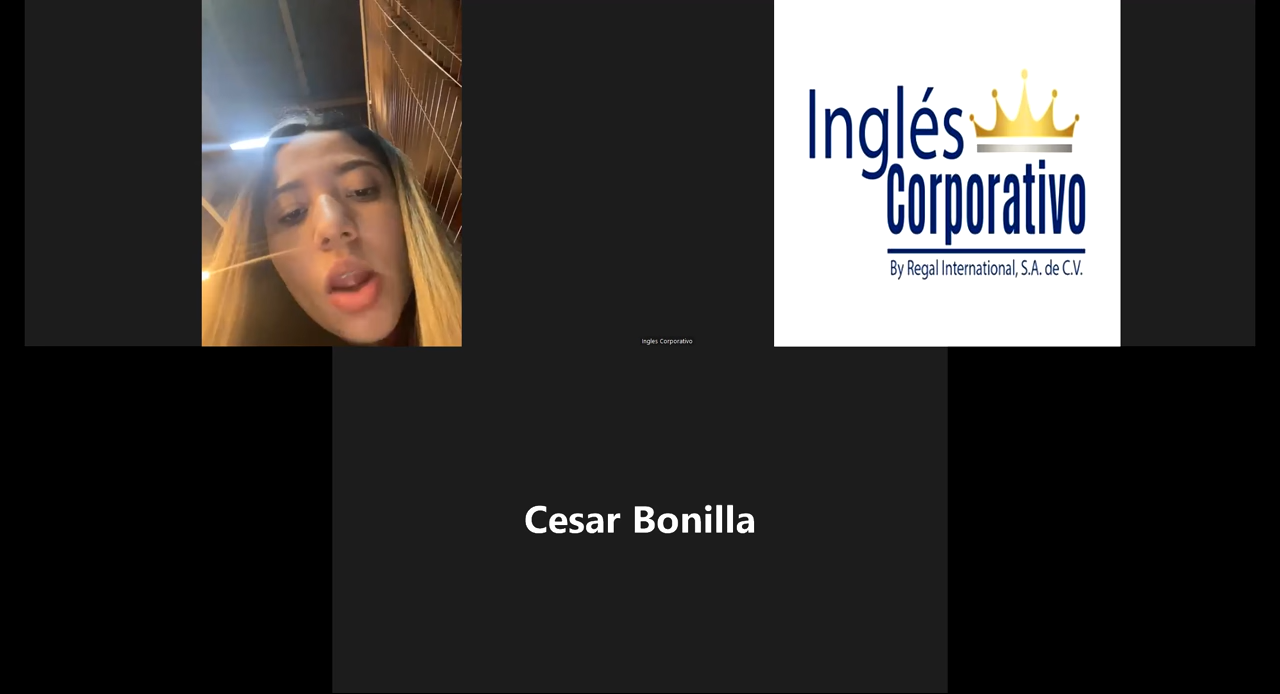 Inglés
Corporativo
By Regal International, S.A. de C.V.
Ingles Corporativo
Cesar Bonilla